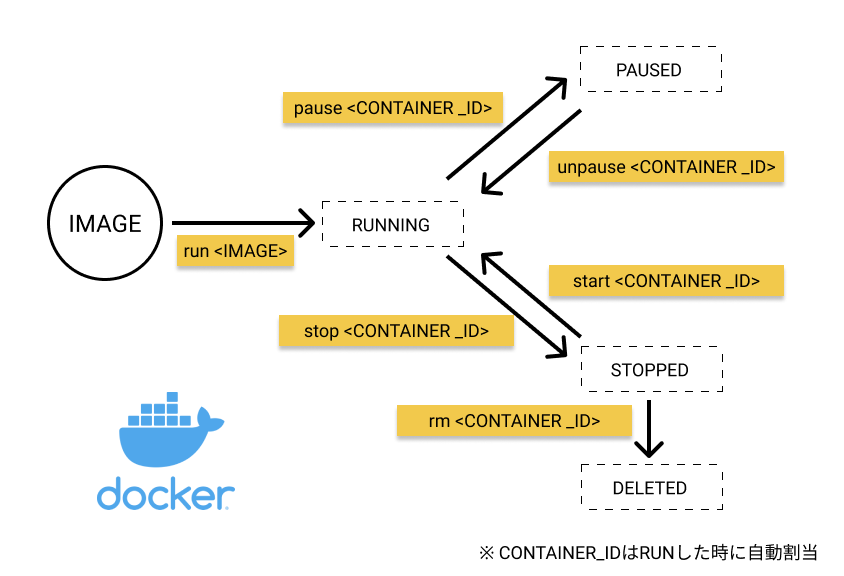 PAUSED
pause <CONTAINER _ID>
unpause <CONTAINER _ID>
IMAGE
run <IMAGE>
RUNNING
start <CONTAINER _ID>
stop <CONTAINER _ID>
STOPPED
rm <CONTAINER _ID>
DELETED
docker
※ CONTAINER_IDはRUNした時に自動割当